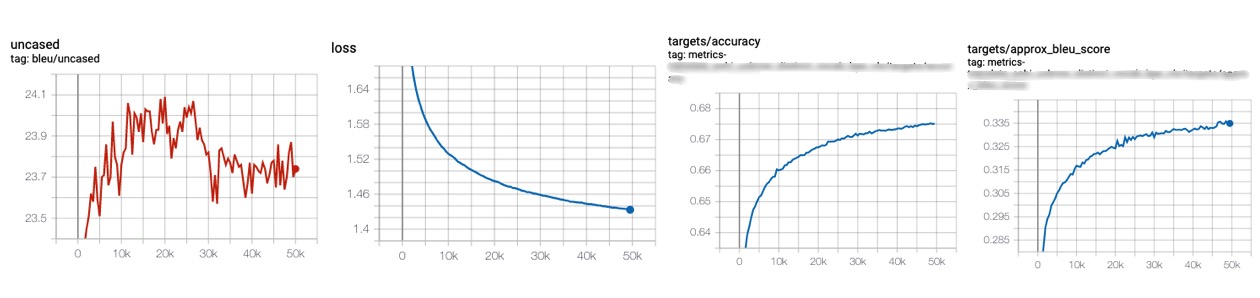 uncased
tag: bleu/uncased
24.1
23.9
23.7
23.5
0 10k 20k 30k 40k 50k
loss
1.64
1.58
1.52
1.46
1.4
0 10k 20k 30k 40k 50k
targets/accuracy
tag: metrics-
0.68
0.67
0.66
0.65
0.64
0 10k 20k 30k 40k 50k
targets/approx_bleu_score
tag: metrics-
0.335
0.325
0.315
0.305
0.295
0.285
0 10k 20k 30k 40k 50k